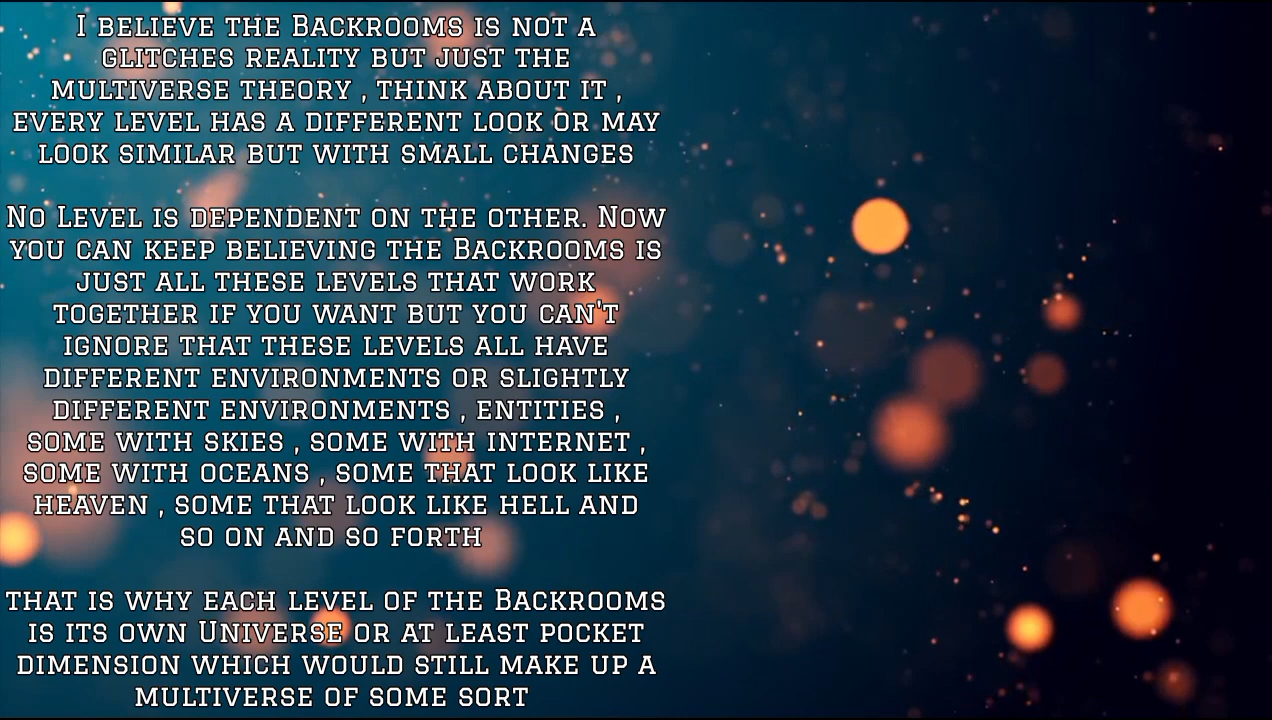 I believe the Backrooms is not a
glitches reality but just the
multiverse theory , think about it ,
every level has a different look or may
look similar but with small changes
No Level is dependent on the other. Now
you can keep believing the Backrooms is
just all these levels that work
together if you want but you can't
ignore that these levels all have
different environments or slightly
different environments , entities ,
some with skies , some with internet ,
some with oceans , some that look like
heaven , some that look like hell and
so on and so forth
that is why each level of the Backrooms
is its own Universe or at least pocket
dimension which would still make up a
multiverse of some sort